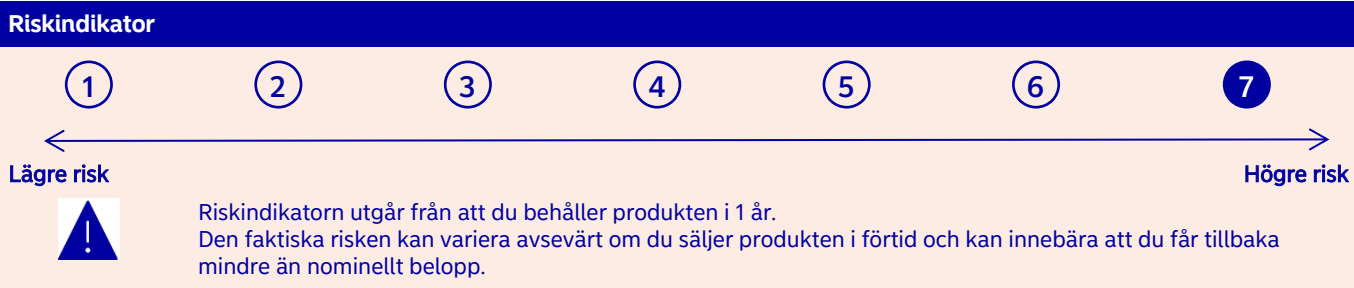 Riskindikator
1 2 3 4 5 6 7
Lägre risk Högre risk
Riskindikatorn utgår från att du behåller produkten i 1 år.
Den faktiska risken kan variera avsevärt om du säljer produkten i förtid och kan innebära att du får tillbaka
mindre än nominellt belopp.